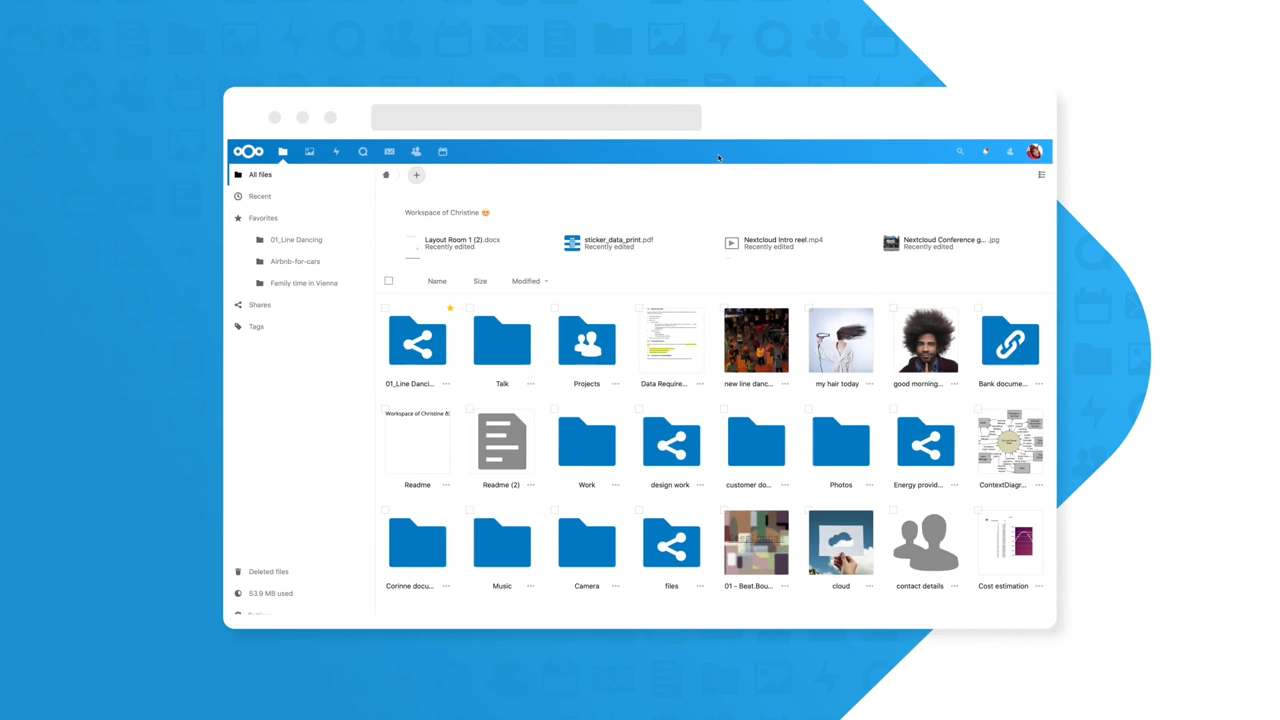 All files
Recent
Favorites
01_Line Dancing
Airbnb-for-cars
Family time in Vienna
Shares
Tags
Deleted files
53.9 MB used
Workspace of Christine 😍
Layout Room 1 (2).docx
Recently edited
sticker_data_print.pdf
Recently edited
Nextcloud Intro reel.mp4
Recently edited
Nextcloud Conference g... .jpg
Recently edited
Name Size Modified
01_Line Danci... Talk Projects Data Require... new line danc... my hair today good morning... Bank docume...
Workspace of Christine
Readme Readme (2) Work design work customer do... Photos Energy provid... ContextDiagr...
Corinne docu... Music Camera files 01 - Beat.Bou... cloud contact details Cost estimation